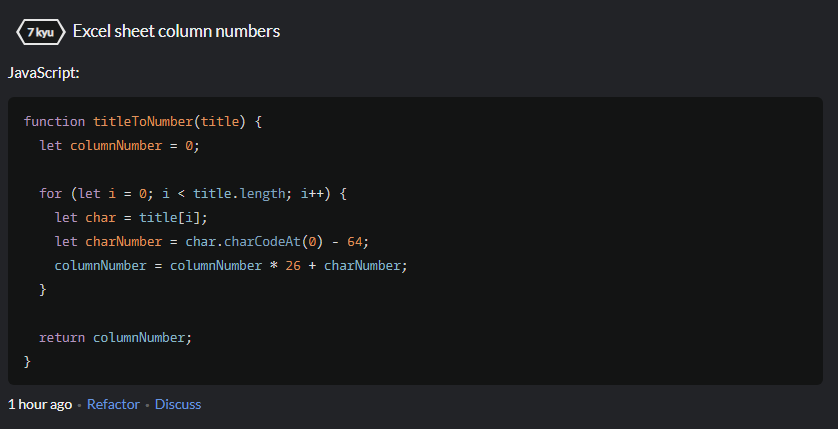 7 kyu Excel sheet column numbers
JavaScript:
function titleToNumber(title) {
let columnNumber = 0;
for (let i = 0; i < title.length; i++) {
let char = title[i];
let charNumber = char.charCodeAt(0) - 64;
columnNumber = columnNumber * 26 + charNumber;
}
return columnNumber;
}
1 hour ago • Refactor • Discuss